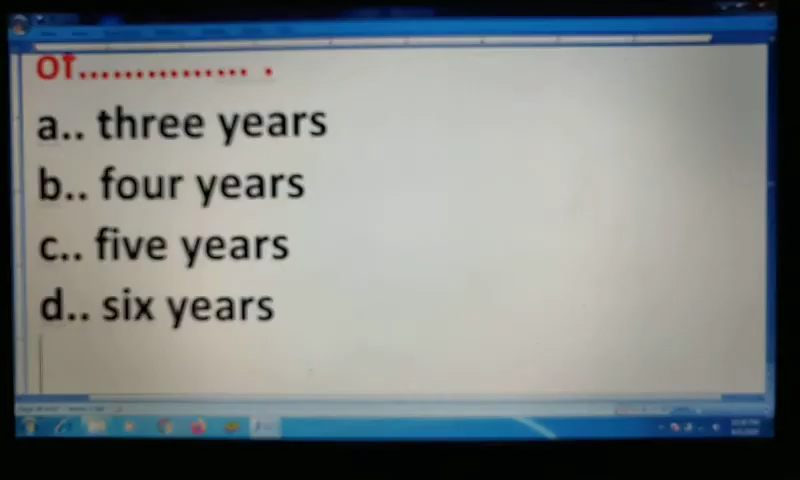 of............... .
a.. three years
b.. four years
c.. five years
d.. six years